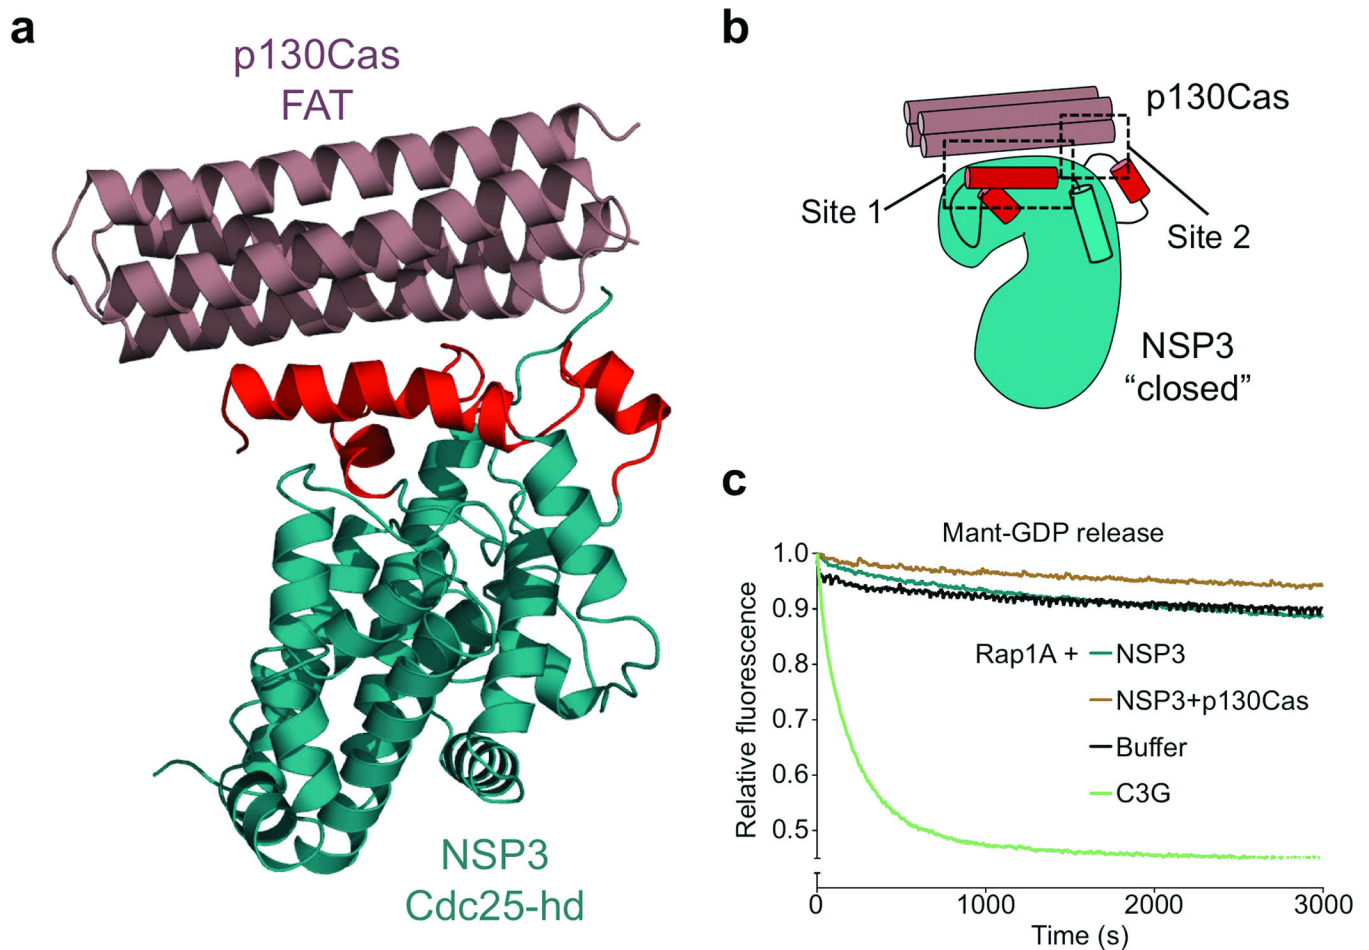 a
p130Cas
FAT
NSP3
Cdc25-hd
b
p130Cas
Site 1
Site 2
NSP3
“closed”
c
Mant-GDP release
Relative fluorescence
1.0
0.9
0.8
0.7
0.6
0.5
Rap1A +
NSP3
NSP3+p130Cas
Buffer
C3G
0
1000
2000
3000
Time (s)